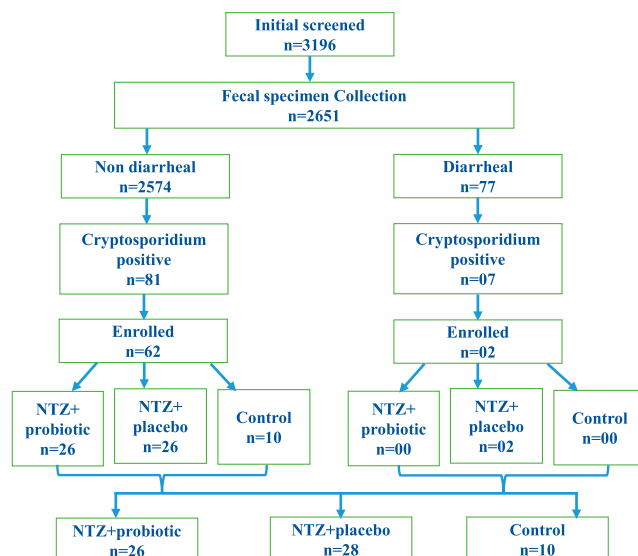 Initial screened
n=3196
Fecal specimen Collection
n=2651
Non diarrheal
n=2574
Diarrheal
n=77
Cryptosporidium
positive
n=81
Cryptosporidium
positive
n=07
Enrolled
n=62
Enrolled
n=02
NTZ+
probiotic
n=26
NTZ+
placebo
n=26
Control
n=10
NTZ+
probiotic
n=00
NTZ+
placebo
n=02
Control
n=00
NTZ+probiotic
n=26
NTZ+placebo
n=28
Control
n=10